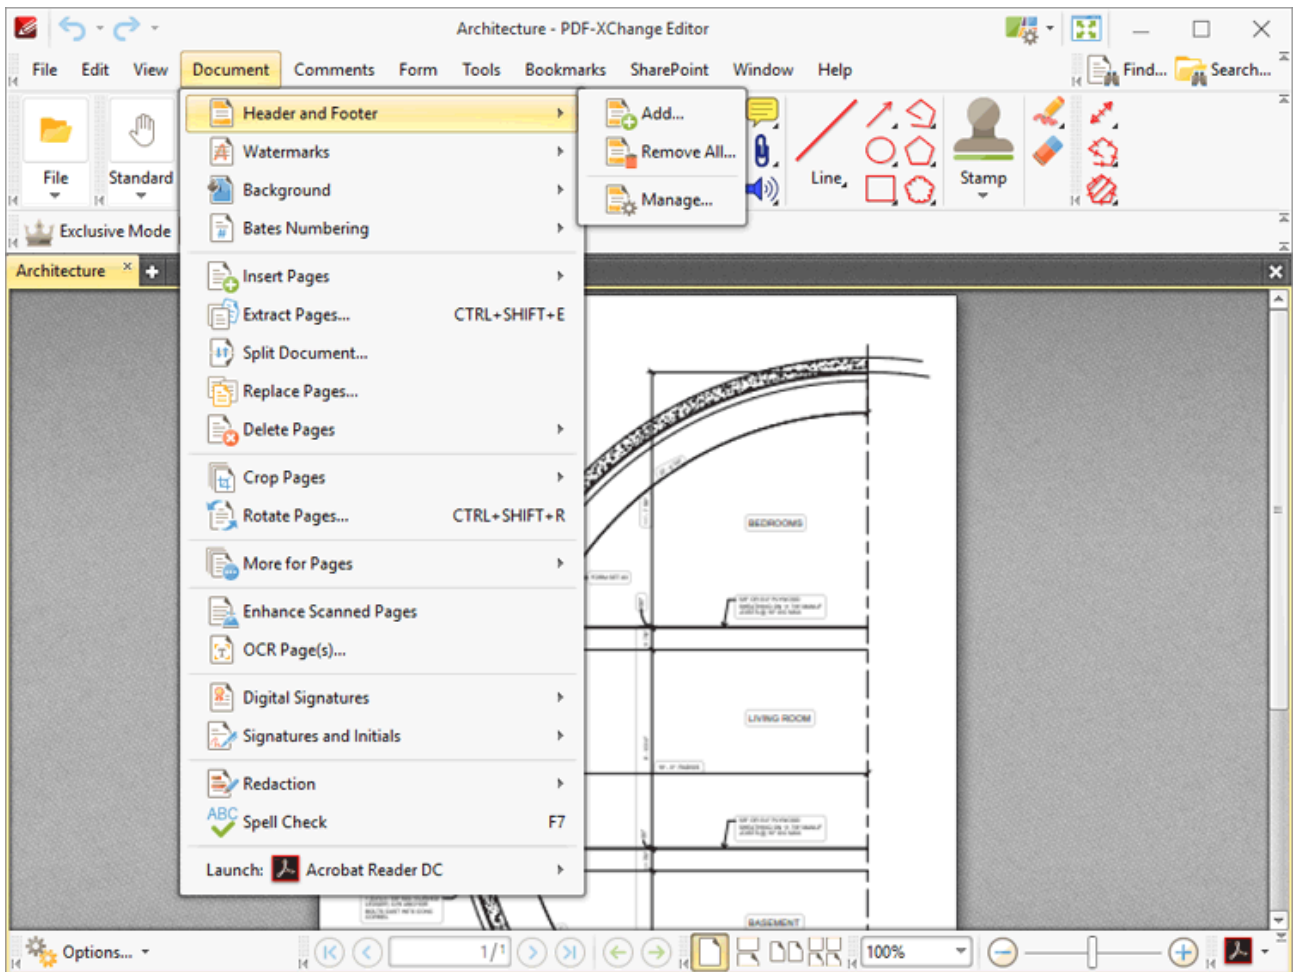 Architecture - PDF-XChange Editor
File Edit View Document Comments Form Tools Bookmarks SharePoint Window Help
Find... Search...
Header and Footer
Watermarks
Background
Bates Numbering
Insert Pages
Extract Pages... CTRL+SHIFT+E
Split Document...
Replace Pages...
Delete Pages
Crop Pages
Rotate Pages... CTRL+SHIFT+R
More for Pages
Enhance Scanned Pages
OCR Page(s)...
Digital Signatures
Signatures and Initials
Redaction
ABC
Spell Check F7
Launch: Acrobat Reader DC
Add...
Remove All...
Manage...
File
Standard
Line
Stamp
Exclusive Mode
Architecture
BEDROOMS
LIVING ROOM
BASEMENT
Options...
1/1
100%